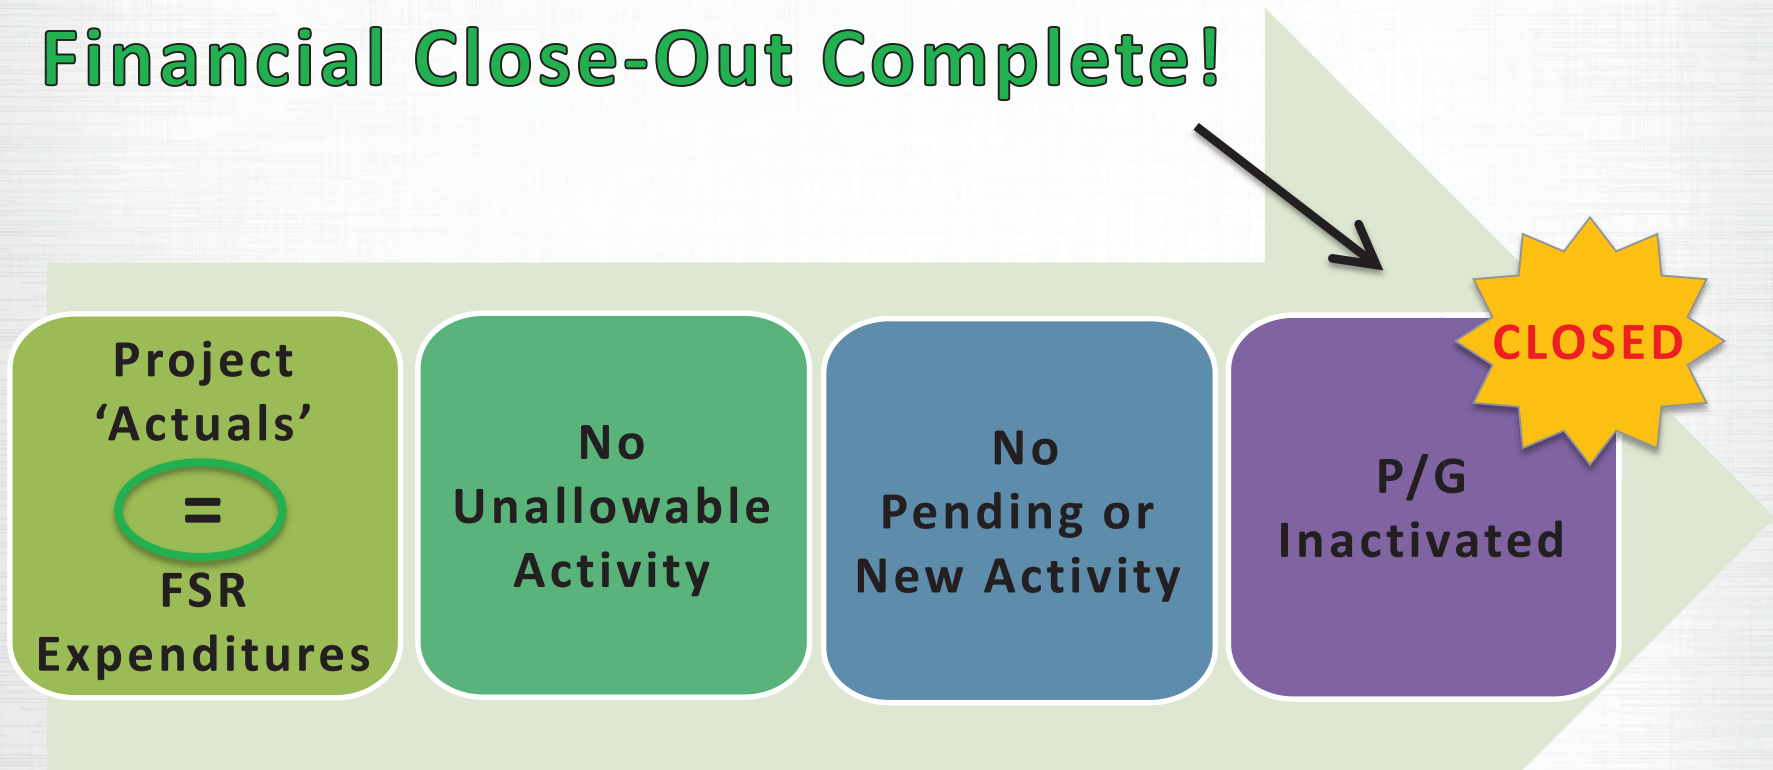 Financial Close-Out Complete!
Project
‘Actuals’
=
FSR
Expenditures
No
Unallowable
Activity
No
Pending or
New Activity
P/G
Inactivated
CLOSED